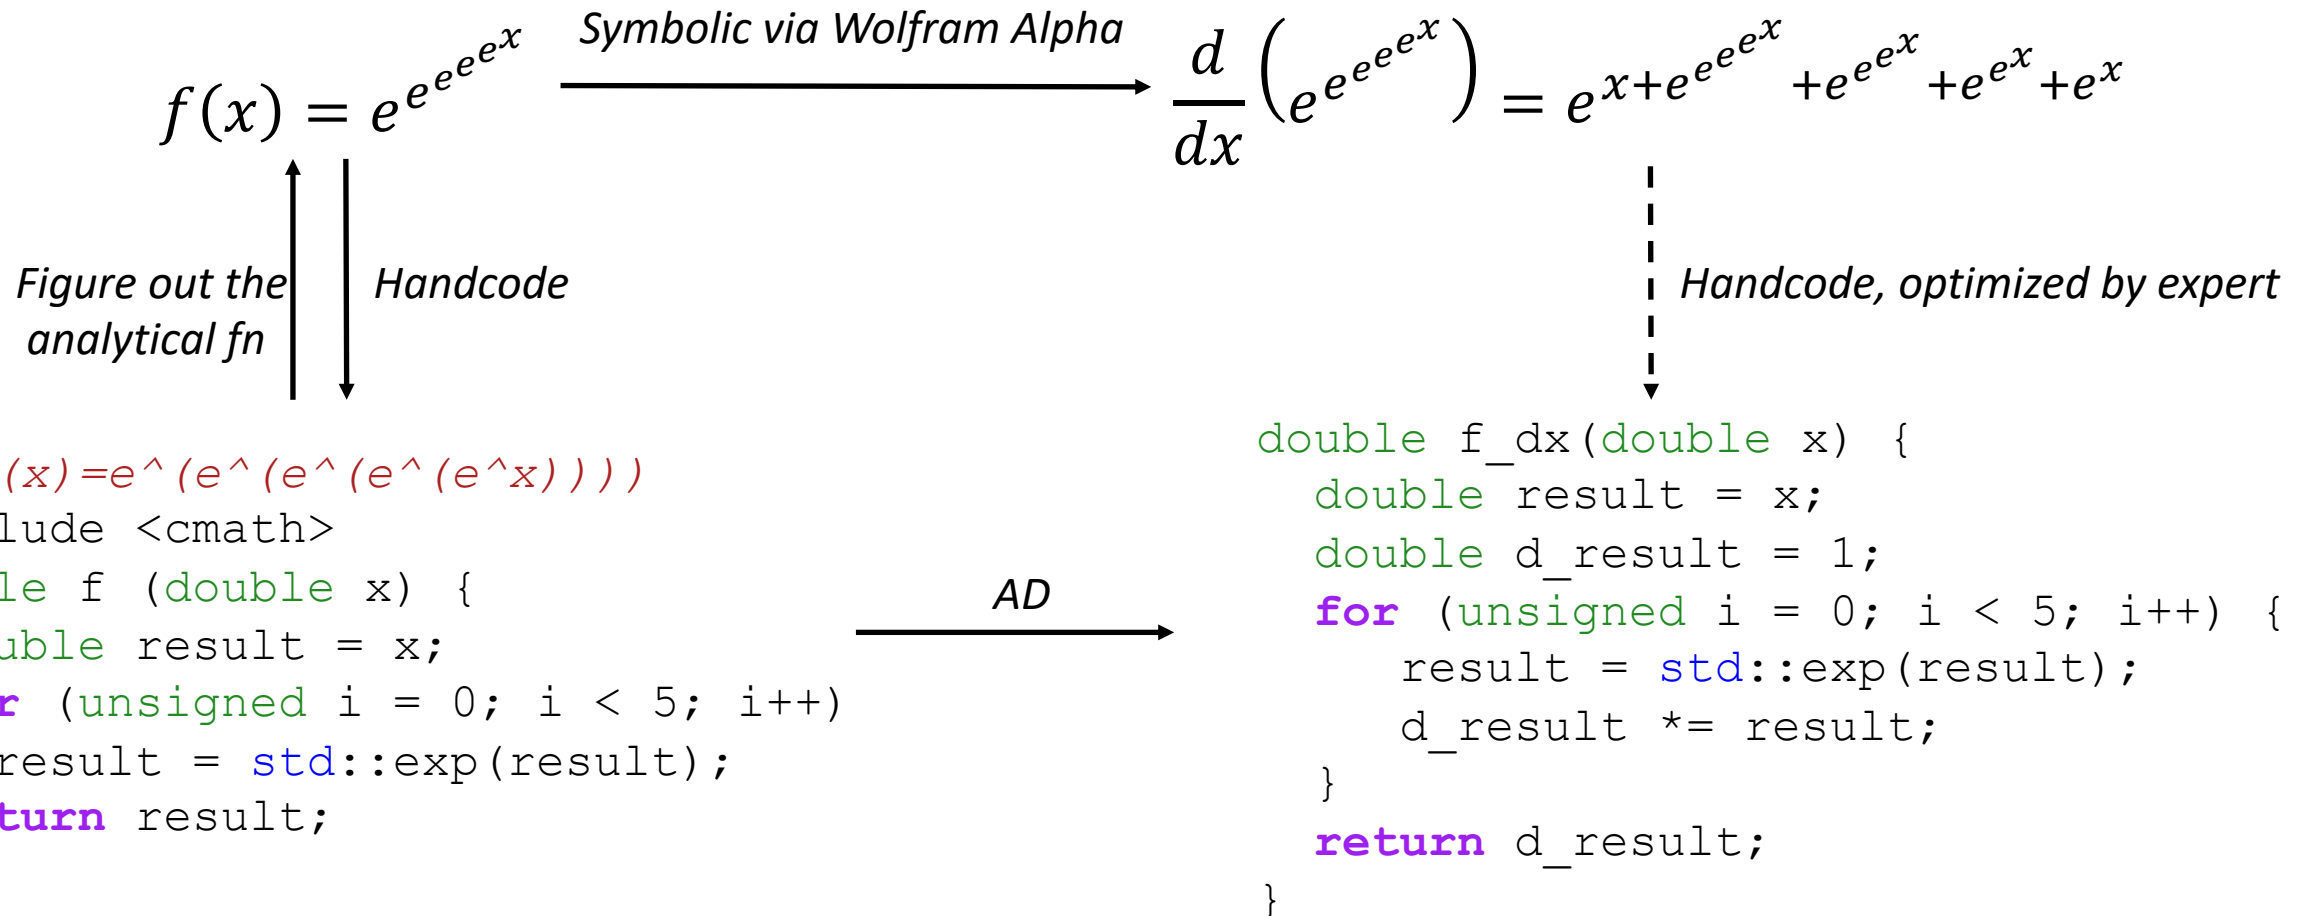 f(x) = e^{e^{e^{e^{e^x}}}}
Symbolic via Wolfram Alpha
\frac{d}{dx}(e^{e^{e^{e^{e^x}}}}) = e^{x+e^{e^{e^{e^x}}}+e^{e^{e^x}}+e^{e^x}+e^x}
Figure out the
analytical fn
Handcode
Handcode, optimized by expert
(x)=e^(e^(e^(e^(e^x))))
lude <cmath>
le f (double x) {
uble result = x;
r (unsigned i = 0; i < 5; i++)
result = std::exp(result);
turn result;
AD
double f_dx(double x) {
double result = x;
double d_result = 1;
for (unsigned i = 0; i < 5; i++) {
result = std::exp(result);
d_result *= result;
}
return d_result;
}